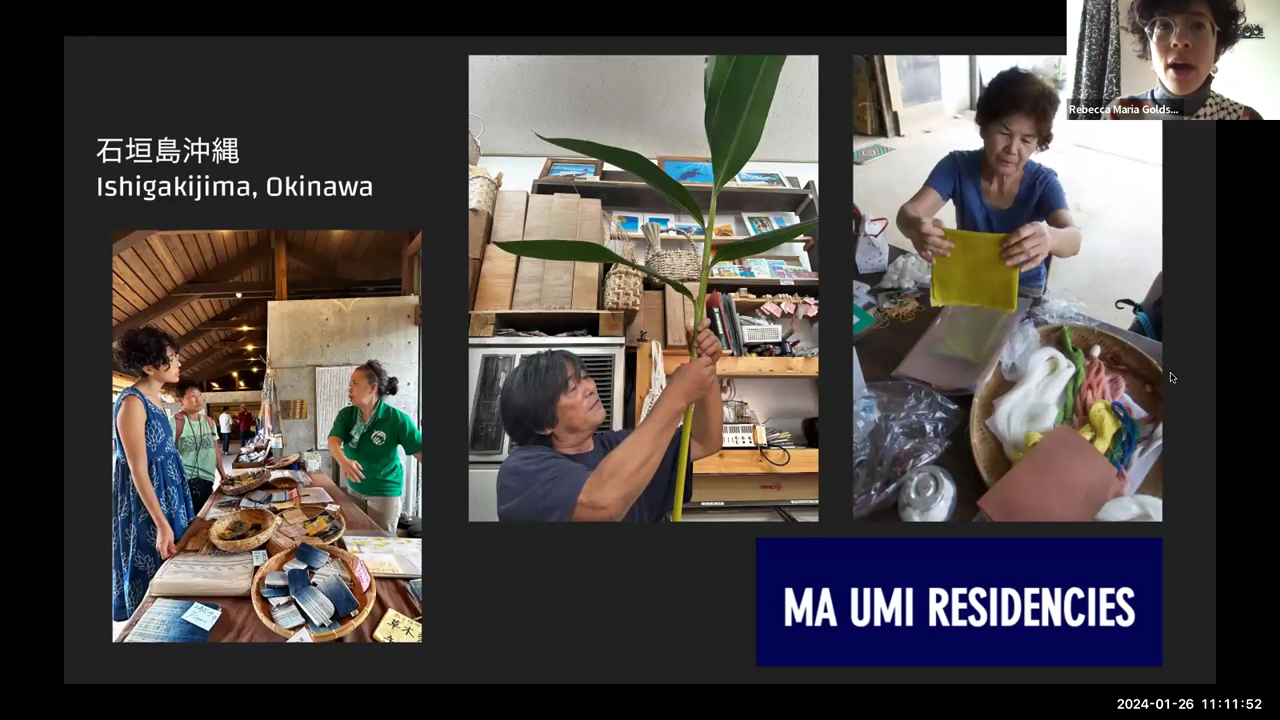 石垣島沖縄
Ishigakijima, Okinawa
Rebecca Maria Golds...
MA UMI RESIDENCIES
2024-01-26 11:11:52